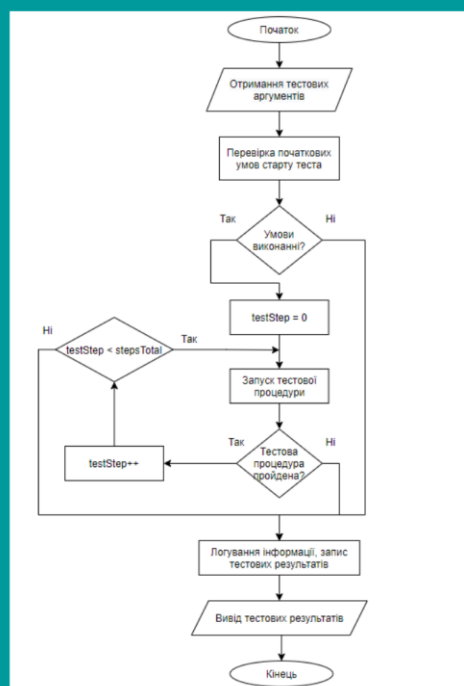 Початок
Отримання тестових
аргументів
Перевірка початкових
умов старту теста
Так
Ні
Умови
виконанні?
testStep = 0
Ні
testStep < stepsTotal
Так
Запуск тестової
процедури
Так
Ні
Тестова
процедура
пройдена?
testStep++
Логування інформації, запис
тестових результатів
Вивід тестових результатів
Кінець